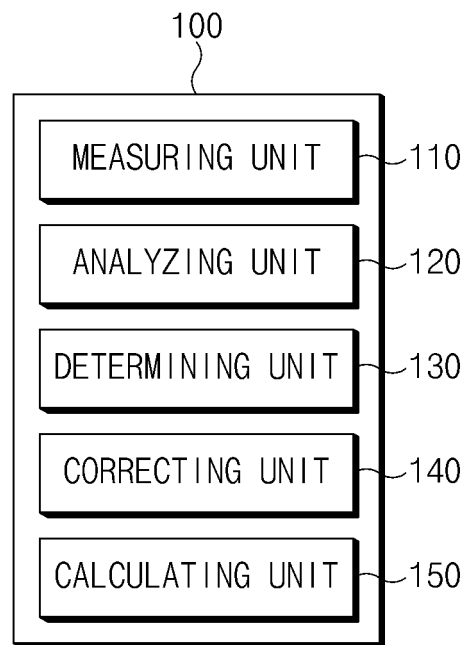 100
MEASURING UNIT 110
ANALYZING UNIT 120
DETERMINING UNIT 130
CORRECTING UNIT 140
CALCULATING UNIT 150